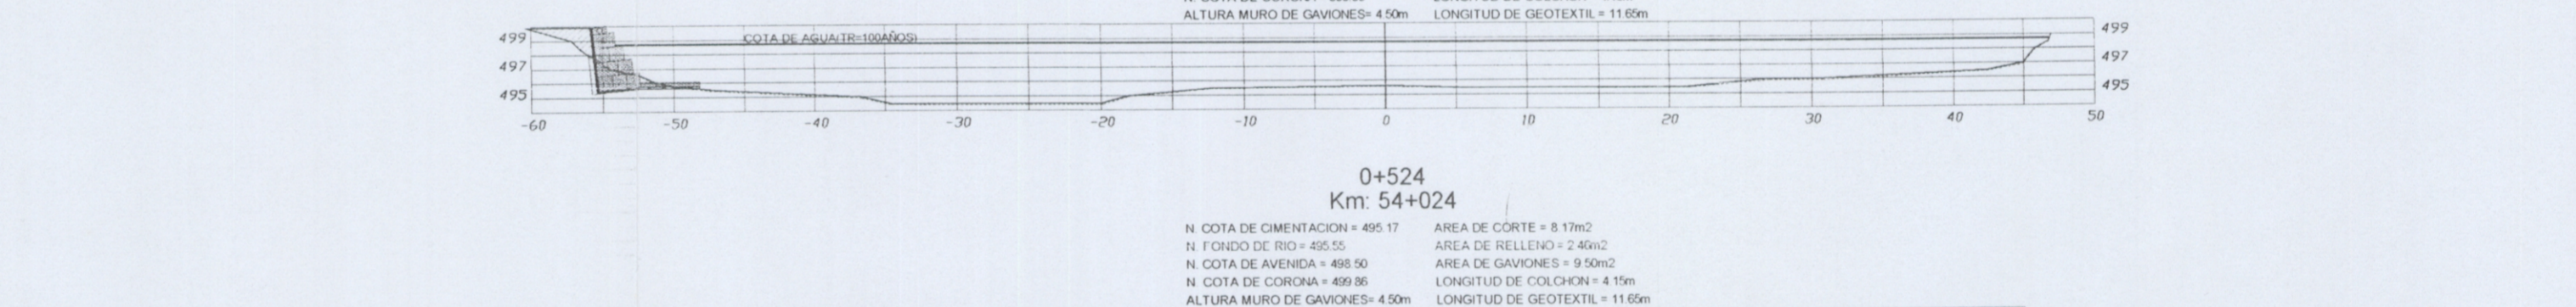 ALTURA MURO DE GAVIONES= 4.50m LONGITUD DE GEOTEXTIL = 11.65m
499 COTA DE AGUA(TR=100AÑOS) 499
497 497
495 495
-60 -50 -40 -30 -20 -10 0 10 20 30 40 50
0+524
Km: 54+024
N. COTA DE CIMENTACION = 495.17 AREA DE CORTE = 8.17m2
N. FONDO DE RIO = 495.55 AREA DE RELLENO = 2.46m2
N. COTA DE AVENIDA = 498.50 AREA DE GAVIONES = 9.50m2
N. COTA DE CORONA = 499.86 LONGITUD DE COLCHON = 4.15m
ALTURA MURO DE GAVIONES= 4.50m LONGITUD DE GEOTEXTIL = 11.65m